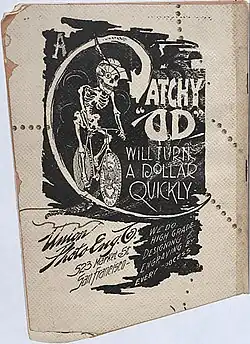 A
CATCHY
"AD"
WILL TURN
A DOLLAR
QUICKLY
Union
Photo-Eng. Co
523 Market St
San Francisco
WE DO
HIGH GRADE
DESIGNING &
ENGRAVING BY
EVERY